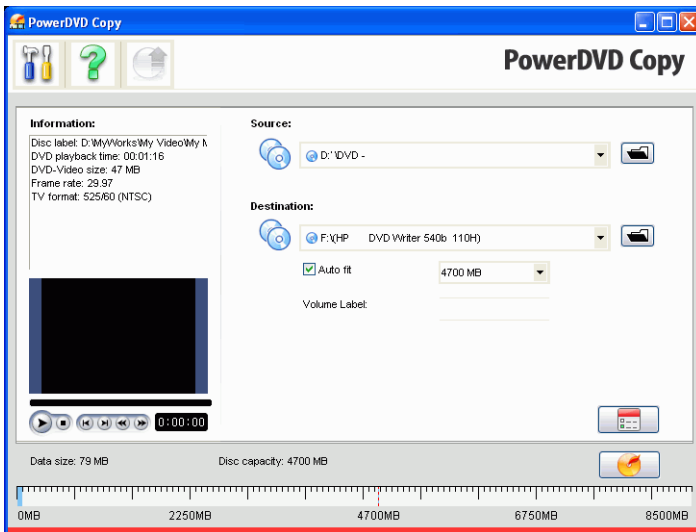 PowerDVD Copy
PowerDVD Copy
Information:
Disc label: D:\MyWorks\My Video\My M
DVD playback time: 00:01:16
DVD-Video size: 47 MB
Frame rate: 29.97
TV format: 525/60 (NTSC)
Source:
D:' \DVD -
Destination:
F:\(HP DVD Writer 540b 110H)
Auto fit
4700 MB
Volume Label:
0:00:00
Data size: 79 MB
Disc capacity: 4700 MB
0MB 2250MB 4700MB 6750MB 8500MB